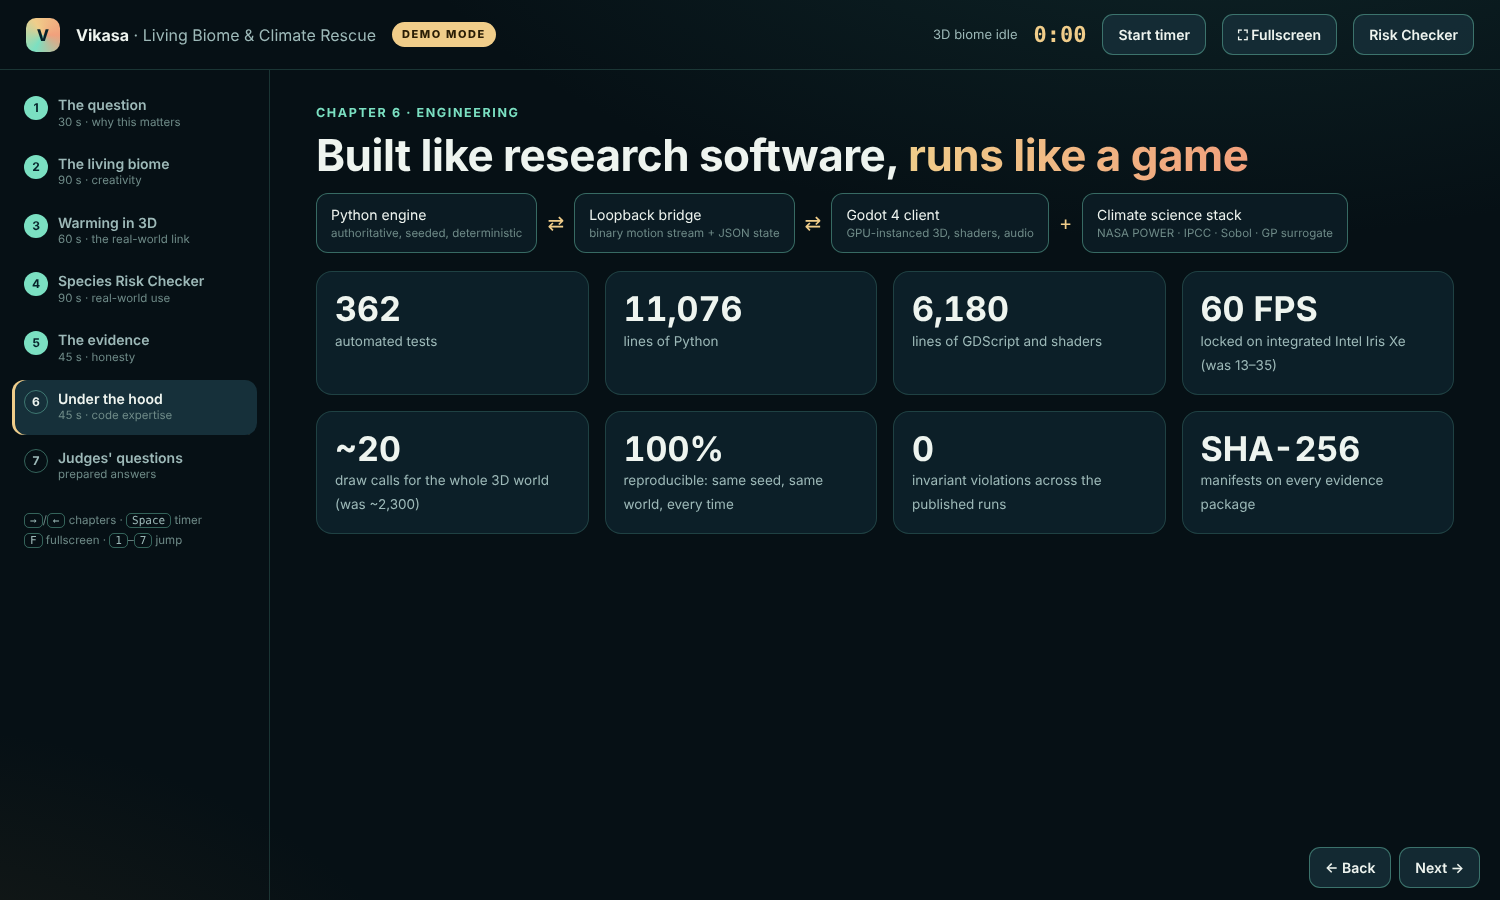 V
Vikasa · Living Biome & Climate Rescue
DEMO MODE
3D biome idle
0:00
Start timer
Fullscreen
Risk Checker
1
The question
30 s · why this matters
2
The living biome
90 s · creativity
3
Warming in 3D
60 s · the real-world link
4
Species Risk Checker
90 s · real-world use
5
The evidence
45 s · honesty
6
Under the hood
45 s · code expertise
7
Judges' questions
prepared answers
→/← chapters · Space timer
F fullscreen · 1–7 jump
CHAPTER 6 · ENGINEERING
Built like research software, runs like a game
Python engine
authoritative, seeded, deterministic
⇄
Loopback bridge
binary motion stream + JSON state
⇄
Godot 4 client
GPU-instanced 3D, shaders, audio
+
Climate science stack
NASA POWER · IPCC · Sobol · GP surrogate
362
automated tests
11,076
lines of Python
6,180
lines of GDScript and shaders
60 FPS
locked on integrated Intel Iris Xe
(was 13–35)
~20
draw calls for the whole 3D world
(was ~2,300)
100%
reproducible: same seed, same
world, every time
0
invariant violations across the
published runs
SHA-256
manifests on every evidence
package
← Back
Next →